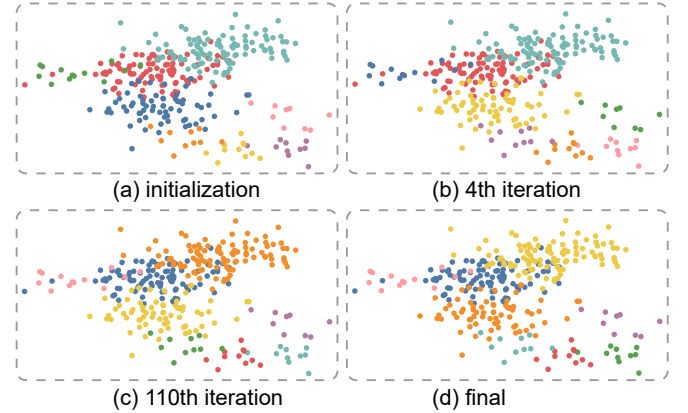 (a) initialization
(b) 4th iteration
(c) 110th iteration
(d) final